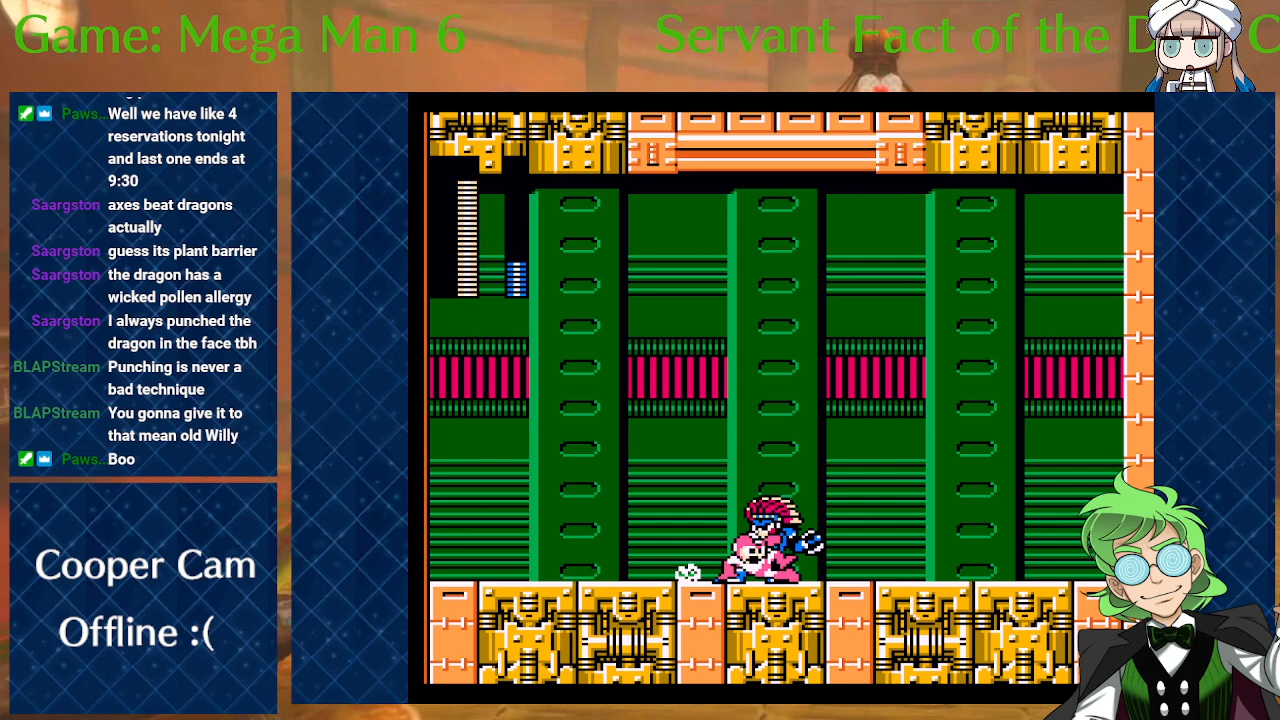 Game: Mega Man 6 Servant Fact of the
Paws... Well we have like 4
reservations tonight
and last one ends at
9:30
Saargston axes beat dragons
actually
Saargston guess its plant barrier
Saargston the dragon has a
wicked pollen allergy
Saargston I always punched the
dragon in the face tbh
BLAPStream Punching is never a
bad technique
BLAPStream You gonna give it to
that mean old Willy
Paws... Boo
Cooper Cam
Offline :(